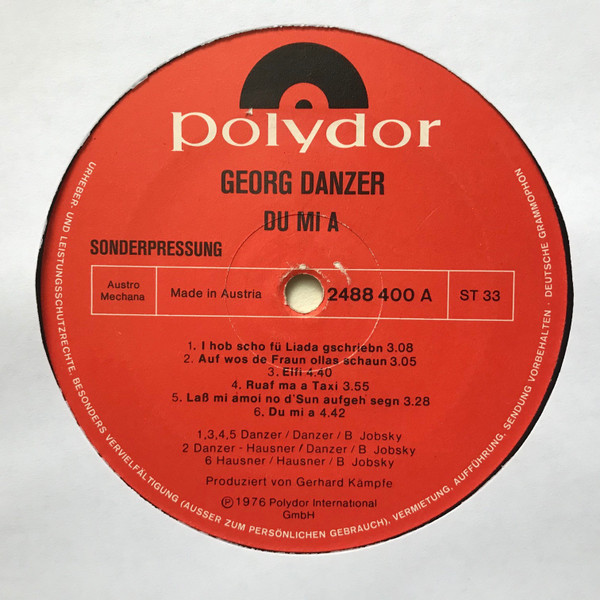 polydor
GEORG DANZER
DU MI A
SONDERPRESSUNG
Austro
Mechana
Made in Austria
2488 400 A
ST 33
1. I hob scho fü Liada gschriebn 3.08
2. Auf wos de Fraun ollas schaun 3.05
3. Elfi 4.40
4. Ruaf ma a Taxi 3.55
5. Laß mi amoi no d'Sun aufgeh segn 3.28
6. Du mi a 4.42
1,3,4,5 Danzer / Danzer / B Jobsky
2 Danzer - Hausner / Danzer / B Jobsky
6 Hausner / Hausner / B Jobsky
Produziert von Gerhard Kämpfe
Ⓟ 1976 Polydor International
GmbH
URHEBER- UND LEISTUNGSSCHUTZRECHTE, BESONDERS VERVIELFÄLTIGUNG (AUSSER ZUM PERSÖNLICHEN GEBRAUCH), VERMIETUNG, AUFFÜHRUNG, SENDUNG VORBEHALTEN · DEUTSCHE GRAMMOPHON